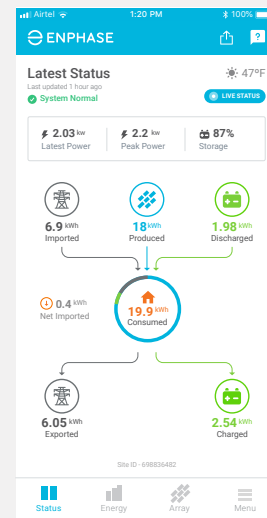 Airtel 1:20 PM 100%
ENPHASE ?
Latest Status 47°F
Last updated 1 hour ago
System Normal LIVE STATUS
2.03 kw 2.2 kw 87%
Latest Power Peak Power Storage
6.9 kWh 18 kWh 1.98 kWh
Imported Produced Discharged
0.4 kWh
Net Imported
19.9 kWh
Consumed
6.05 kWh 2.54 kWh
Exported Charged
Site ID - 698836482
Status Energy Array Menu